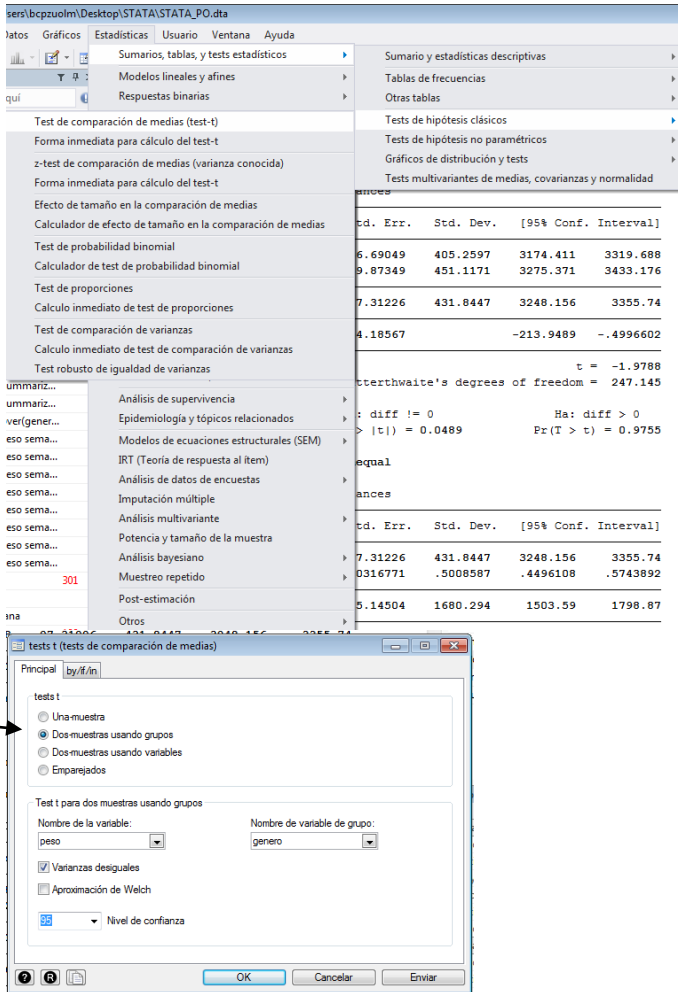 sers\bcpzuolm\Desktop\STATA\STATA_PO.dta
Datos Gráficos Estadísticas Usuario Ventana Ayuda
Sumarios, tablas, y tests estadísticos
Modelos lineales y afines
Respuestas binarias
Sumario y estadísticas descriptivas
Tablas de frecuencias
Otras tablas
Tests de hipótesis clásicos
Tests de hipótesis no paramétricos
Gráficos de distribución y tests
Tests multivariantes de medias, covarianzas y normalidad
quí
Test de comparación de medias (test-t)
Forma inmediata para cálculo del test-t
z-test de comparación de medias (varianza conocida)
Forma inmediata para cálculo del test-t
Efecto de tamaño en la comparación de medias
Calculador de efecto de tamaño en la comparación de medias
Test de probabilidad binomial
Calculador de test de probabilidad binomial
Test de proporciones
Calculo inmediato de test de proporciones
Test de comparación de varianzas
Calculo inmediato de test de comparación de varianzas
Test robusto de igualdad de varianzas
ances
td. Err. Std. Dev. [95% Conf. Interval]
6.69049 405.2597 3174.411 3319.688
9.87349 451.1171 3275.371 3433.176
7.31226 431.8447 3248.156 3355.74
4.18567 -213.9489 -.4996602
t = -1.9788
tterthwaite's degrees of freedom = 247.145
: diff != 0 Ha: diff > 0
> |t|) = 0.0489 Pr(T > t) = 0.9755
equal
ances
td. Err. Std. Dev. [95% Conf. Interval]
7.31226 431.8447 3248.156 3355.74
0316771 .5008587 .4496108 .5743892
5.14504 1680.294 1503.59 1798.87
ummariz...
ummariz...
ver(gener...
eso sema...
eso sema...
eso sema...
eso sema...
eso sema...
eso sema...
eso sema...
eso sema...
301
ana
Análisis de supervivencia
Epidemiología y tópicos relacionados
Modelos de ecuaciones estructurales (SEM)
IRT (Teoría de respuesta al ítem)
Análisis de datos de encuestas
Imputación múltiple
Análisis multivariante
Potencia y tamaño de la muestra
Análisis bayesiano
Muestreo repetido
Post-estimación
Otros
tests t (tests de comparación de medias)
Principal by/if/in
tests t
Una-muestra
Dos-muestras usando grupos
Dos-muestras usando variables
Emparejados
Test t para dos muestras usando grupos
Nombre de la variable: Nombre de variable de grupo:
peso genero
Varianzas desiguales
Aproximación de Welch
95 Nivel de confianza
OK Cancelar Enviar